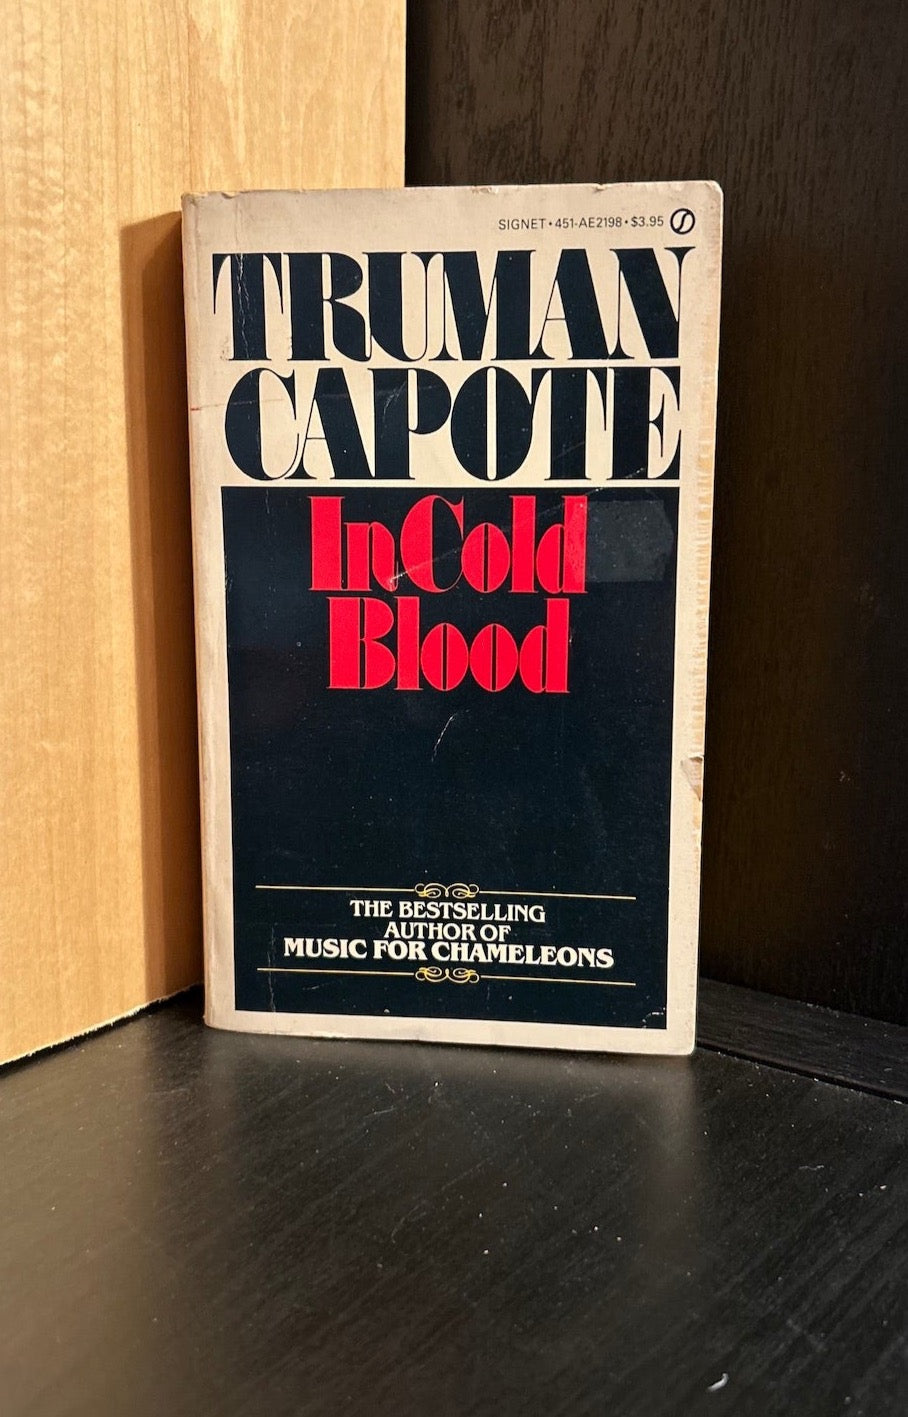 SIGNET • 451-AE2198 • $3.95
TRUMAN
CAPOTE
In Cold
Blood
THE BESTSELLING
AUTHOR OF
MUSIC FOR CHAMELEONS